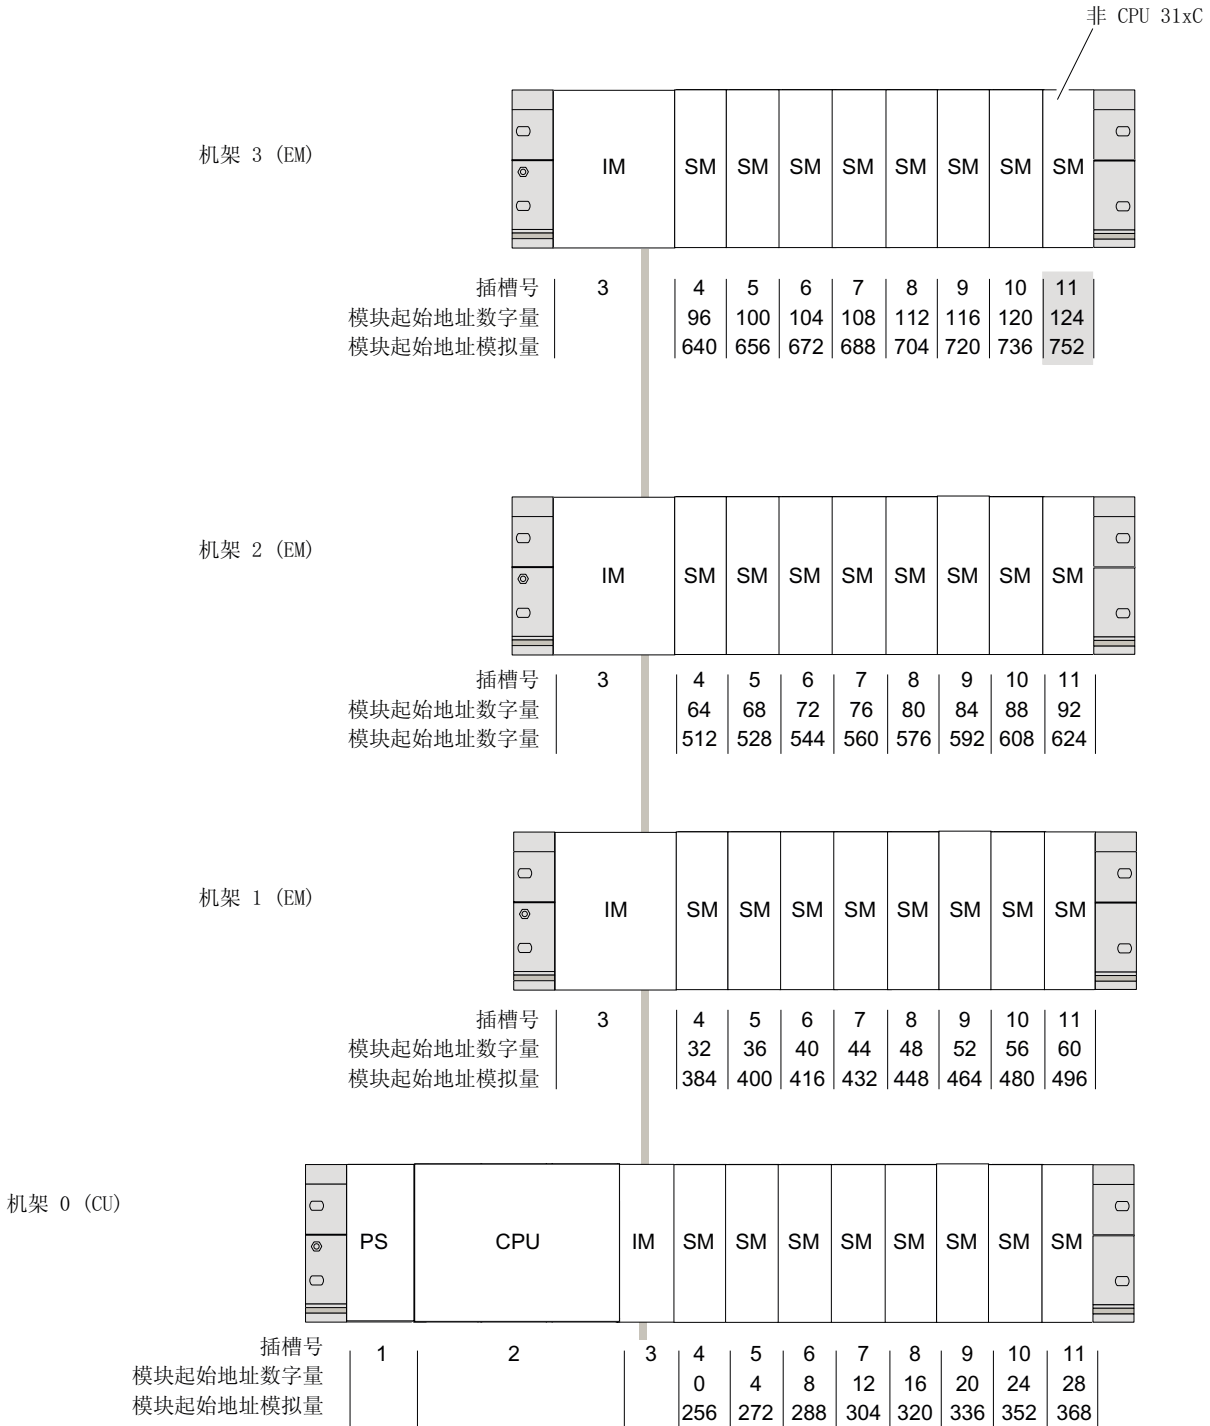 非 CPU 31xC
机架 3 (EM)
IM SM SM SM SM SM SM SM SM
插槽号 3 4 5 6 7 8 9 10 11
模块起始地址数字量 96 100 104 108 112 116 120 124
模块起始地址模拟量 640 656 672 688 704 720 736 752
机架 2 (EM)
IM SM SM SM SM SM SM SM SM
插槽号 3 4 5 6 7 8 9 10 11
模块起始地址数字量 64 68 72 76 80 84 88 92
模块起始地址数字量 512 528 544 560 576 592 608 624
机架 1 (EM)
IM SM SM SM SM SM SM SM SM
插槽号 3 4 5 6 7 8 9 10 11
模块起始地址数字量 32 36 40 44 48 52 56 60
模块起始地址模拟量 384 400 416 432 448 464 480 496
机架 0 (CU)
PS CPU IM SM SM SM SM SM SM SM SM
插槽号 1 2 3 4 5 6 7 8 9 10 11
模块起始地址数字量 0 4 8 12 16 20 24 28
模块起始地址模拟量 256 272 288 304 320 336 352 368